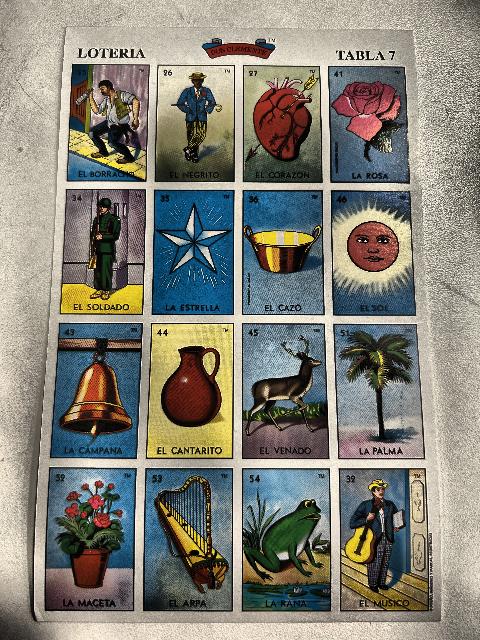 LOTERIA
DON CLEMENTE™
TABLA 7
26
27
41
EL BORRACHO
EL NEGRITO
EL CORAZON
LA ROSA
34
35
36
46
EL SOLDADO
LA ESTRELLA
EL CAZO
EL SOL
43
44
45
51
LA CAMPANA
EL CANTARITO
EL VENADO
LA PALMA
52
53
54
39
LA MACETA
EL ARPA
LA RANA
EL MUSICO